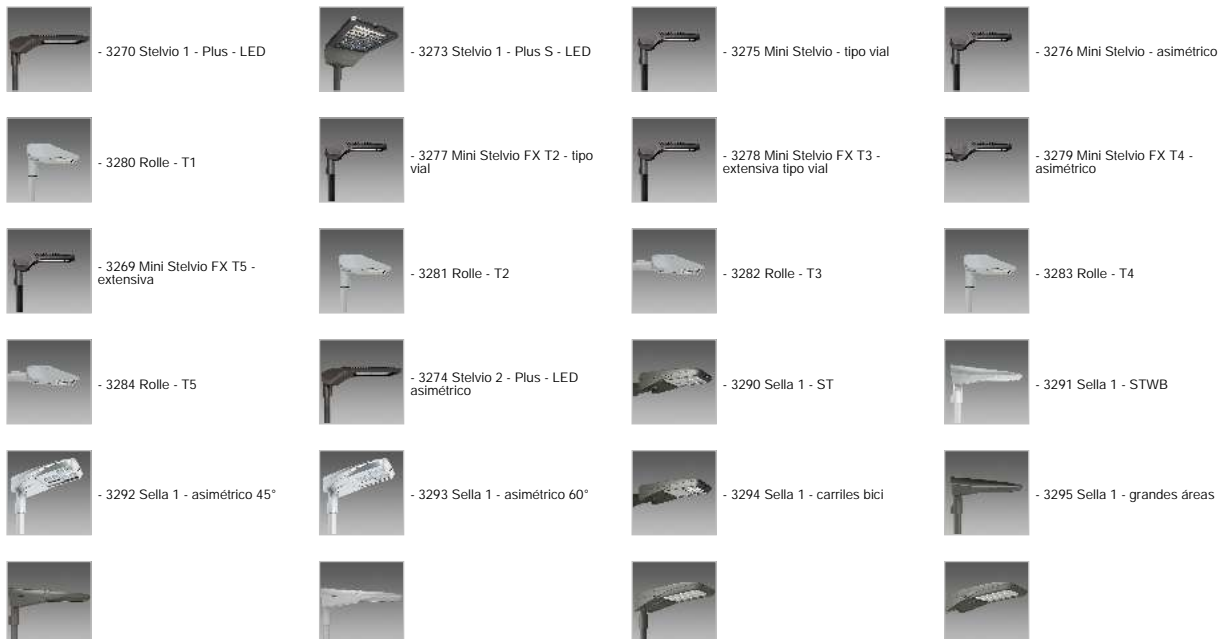 - 3270 Stelvio 1 - Plus - LED
- 3273 Stelvio 1 - Plus S - LED
- 3275 Mini Stelvio - tipo vial
- 3276 Mini Stelvio - asimétrico
- 3280 Rolle - T1
- 3277 Mini Stelvio FX T2 - tipo
vial
- 3278 Mini Stelvio FX T3 -
extensiva tipo vial
- 3279 Mini Stelvio FX T4 -
asimétrico
- 3269 Mini Stelvio FX T5 -
extensiva
- 3281 Rolle - T2
- 3282 Rolle - T3
- 3283 Rolle - T4
- 3284 Rolle - T5
- 3274 Stelvio 2 - Plus - LED
asimétrico
- 3290 Sella 1 - ST
- 3291 Sella 1 - STWB
- 3292 Sella 1 - asimétrico 45°
- 3293 Sella 1 - asimétrico 60°
- 3294 Sella 1 - carriles bici
- 3295 Sella 1 - grandes áreas